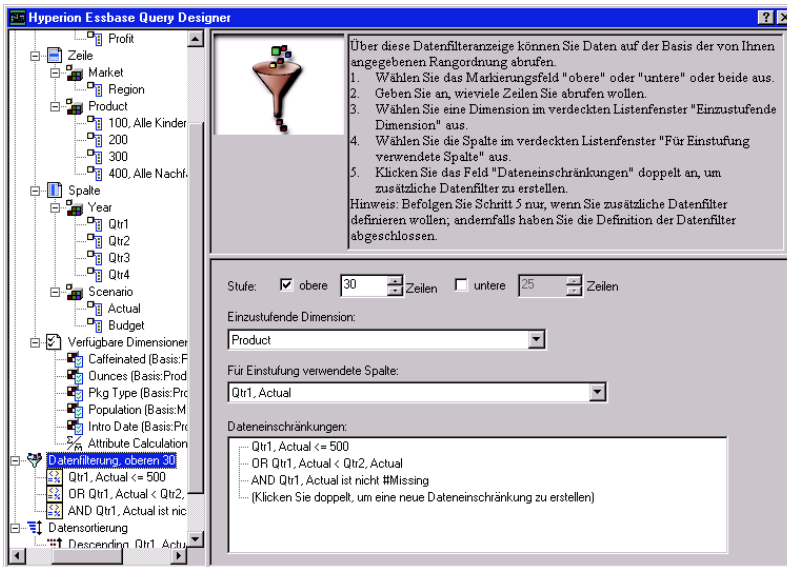 Hyperion Essbase Query Designer
Profit
Zeile
Market
Region
Product
100, Alle Kinder
200
300
400, Alle Nachf
Spalte
Year
Qtr1
Qtr2
Qtr3
Qtr4
Scenario
Actual
Budget
Verfügbare Dimensioner
Caffeinated (Basis:F
Ounces (Basis:Prod
Pkg Type (Basis:Prc
Population (Basis:M
Intro Date (Basis:Prc
Attribute Calculation
Datenfilterung, oberen 30
Qtr1, Actual <= 500
OR Qtr1, Actual < Qtr2,
AND Qtr1, Actual ist nic
Datensortierung
Descending, Qtr1, Actu
Über diese Datenfilteranzeige können Sie Daten auf der Basis der von Ihnen
angegebenen Rangordnung abrufen.
1. Wählen Sie das Markierungsfeld "obere" oder "untere" oder beide aus.
2. Geben Sie an, wieviele Zeilen Sie abrufen wollen.
3. Wählen Sie eine Dimension im verdeckten Listenfenster "Einzustufende
Dimension" aus.
4. Wählen Sie die Spalte im verdeckten Listenfenster "Für Einstufung
verwendete Spalte" aus.
5. Klicken Sie das Feld "Dateneinschränkungen" doppelt an, um
zusätzliche Datenfilter zu erstellen.
Hinweis: Befolgen Sie Schritt 5 nur, wenn Sie zusätzliche Datenfilter
definieren wollen; andernfalls haben Sie die Definition der Datenfilter
abgeschlossen.
Stufe: obere 30 Zeilen untere 25 Zeilen
Einzustufende Dimension:
Product
Für Einstufung verwendete Spalte:
Qtr1, Actual
Dateneinschränkungen:
Qtr1, Actual <= 500
OR Qtr1, Actual < Qtr2, Actual
AND Qtr1, Actual ist nicht #Missing
(Klicken Sie doppelt, um eine neue Dateneinschränkung zu erstellen)